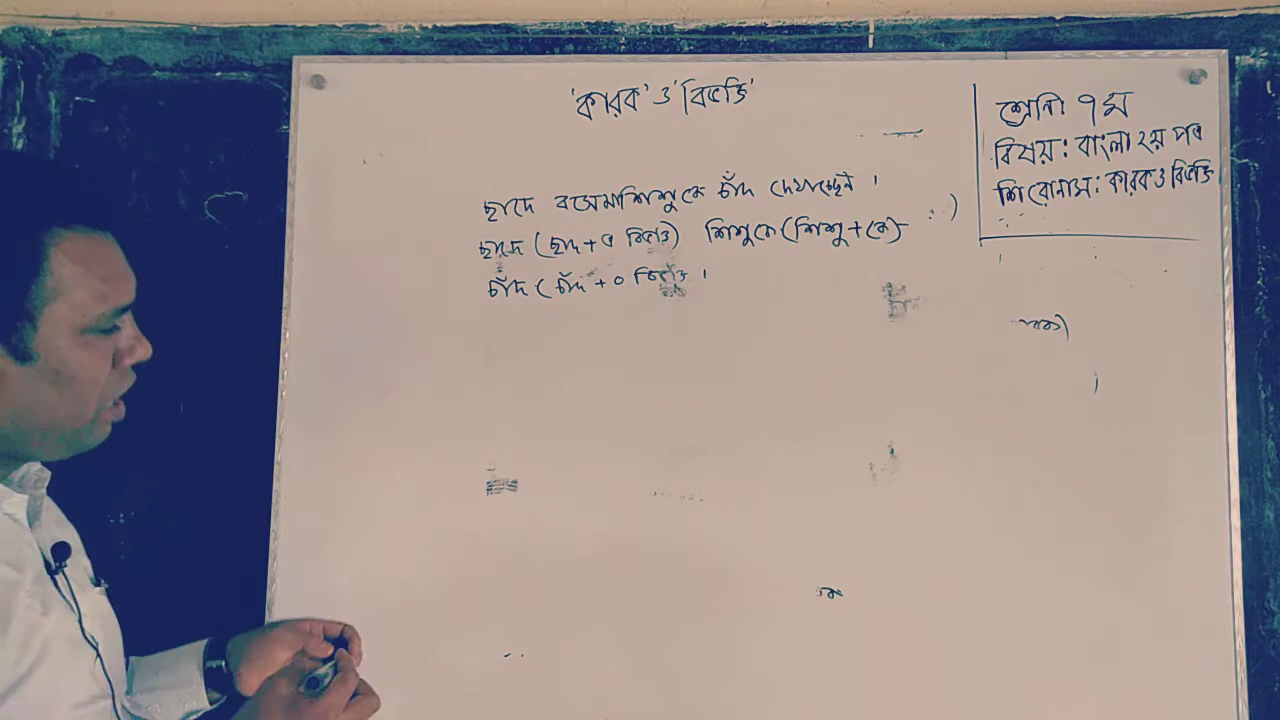 'কারক' ও 'বিভক্তি'
শ্রেণী ৭ম
বিষয়: বাংলা ২য় পত্র
শিরোনাম: কারক ও বিভক্তি
ছাদে বসে মা শিশুকে চাঁদ দেখাচ্ছেন।
ছাদে (ছাদ + এ বিভক্তি) শিশুকে (শিশু + কে)
চাঁদ (চাঁদ + ০ বিভক্তি।